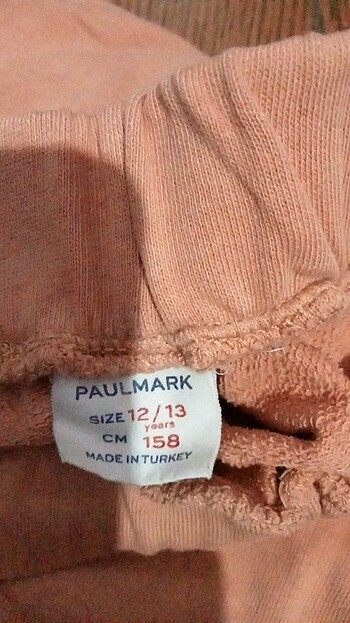 PAULMARK
SIZE 12/13
years
CM 158
MADE IN TURKEY